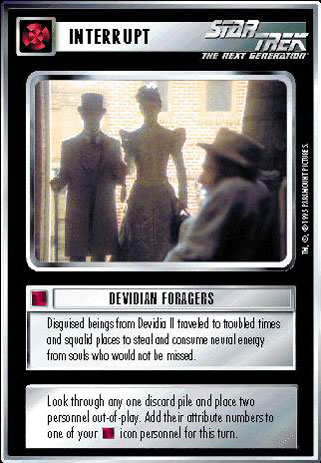 INTERRUPT
STAR TREK
THE NEXT GENERATION®
TM, ®, © 1995 PARAMOUNT PICTURES.
DEVIDIAN FORAGERS
Disguised beings from Devidia II traveled to troubled times
and squalid places to steal and consume neural energy
from souls who would not be missed.
Look through any one discard pile and place two
personnel out-of-play. Add their attribute numbers to
one of your icon personnel for this turn.